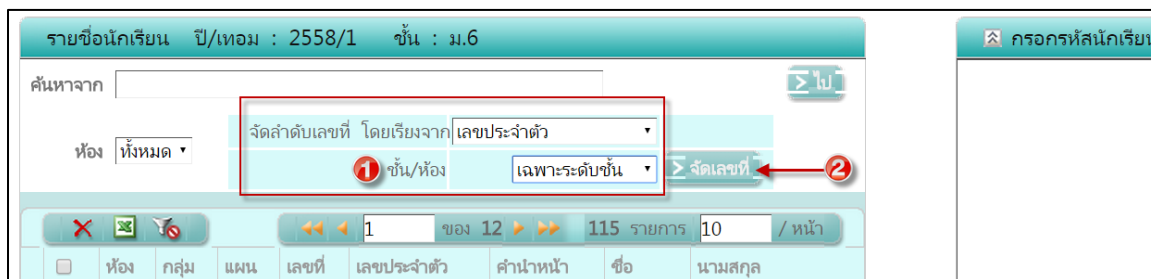 รายชื่อนักเรียน ปี/เทอม : 2558/1 ชั้น : ม.6
กรอกรหัสนักเรียน
ค้นหาจาก ไป
จัดลำดับเลขที่ โดยเรียงจาก เลขประจำตัว
ห้อง ทั้งหมด
1 ชั้น/ห้อง เฉพาะระดับชั้น จัดเลขที่ 2
1 ของ 12 115 รายการ 10 / หน้า
ห้อง กลุ่ม แผน เลขที่ เลขประจำตัว คำนำหน้า ชื่อ นามสกุล